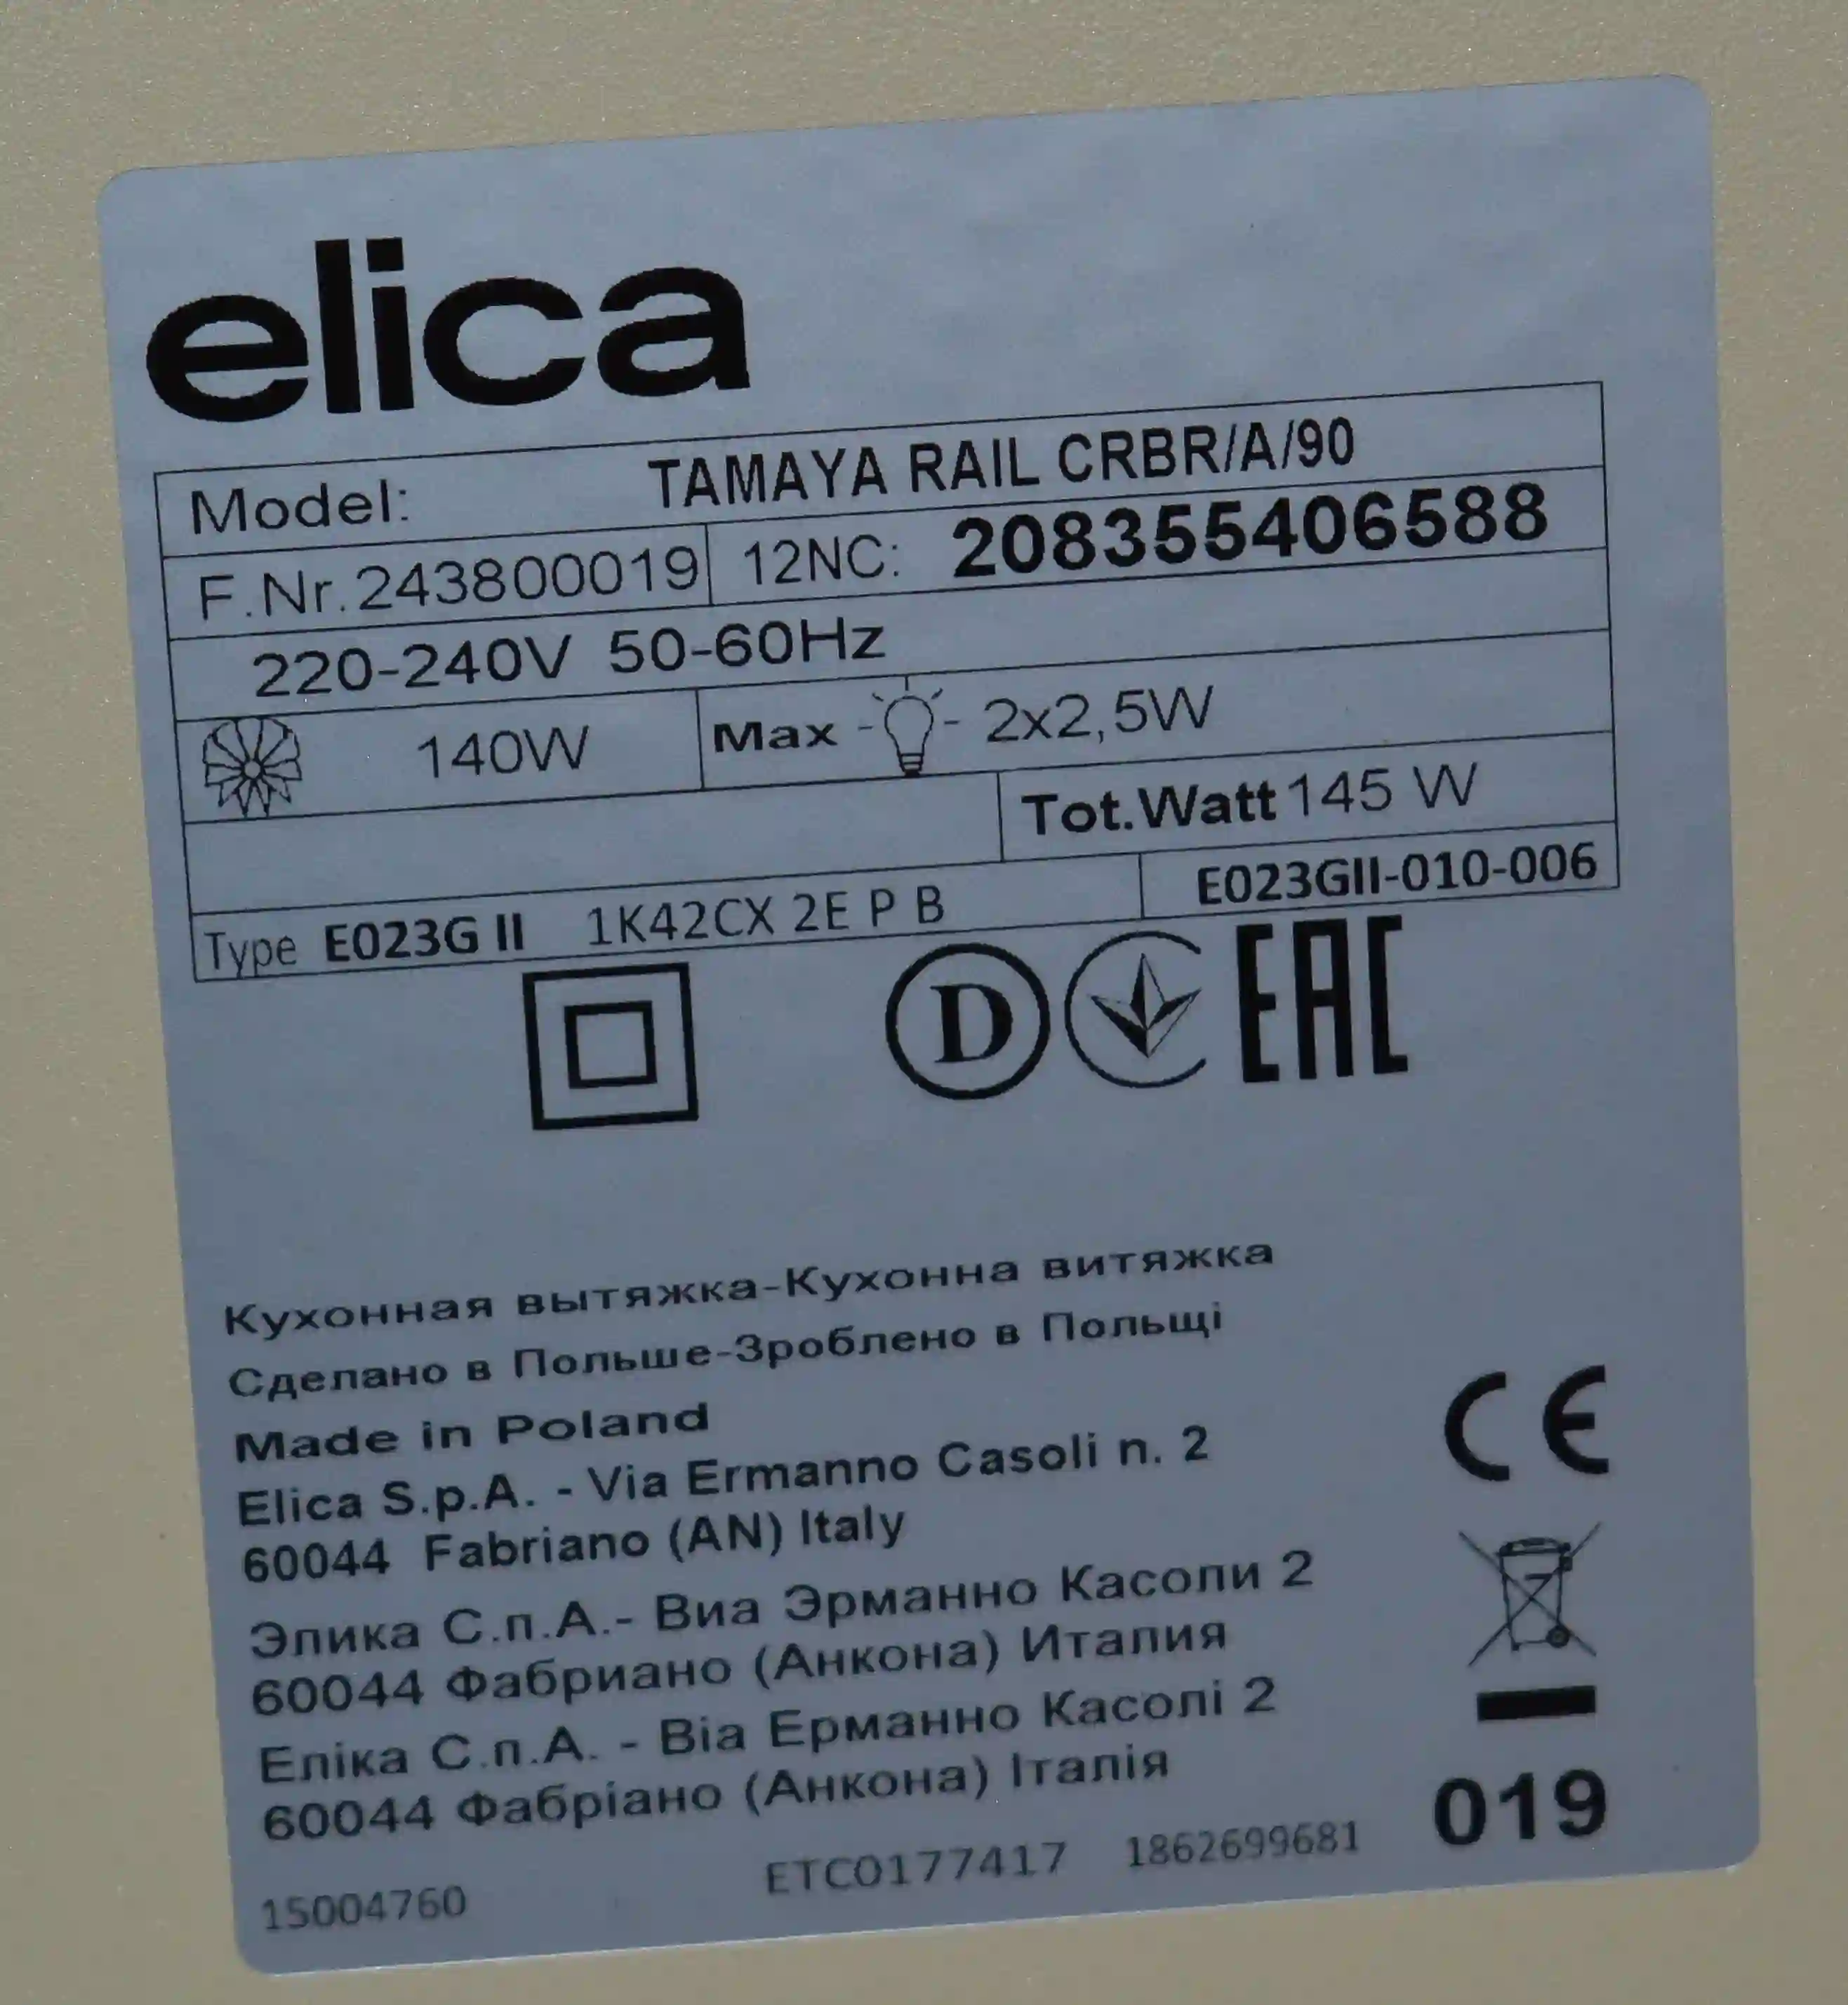 elica
Model: TAMAYA RAIL CRBR/A/90
F.Nr.243800019 12NC: 208355406588
220-240V 50-60Hz
140W Max 2x2,5W
Tot.Watt 145 W
Type E023G II 1K42CX 2E P B E023GII-010-006
D EAC
Кухонная вытяжка-Кухонна витяжка
Сделано в Польше-Зроблено в Польщі
Made in Poland
Elica S.p.A. - Via Ermanno Casoli n. 2
60044 Fabriano (AN) Italy
CE
Элика С.п.А.- Виа Эрманно Касоли 2
60044 Фабриано (Анкона) Италия
Еліка С.п.А. - Віа Ерманно Касолі 2
60044 Фабріано (Анкона) Італія
019
15004760 ETC0177417 1862699681